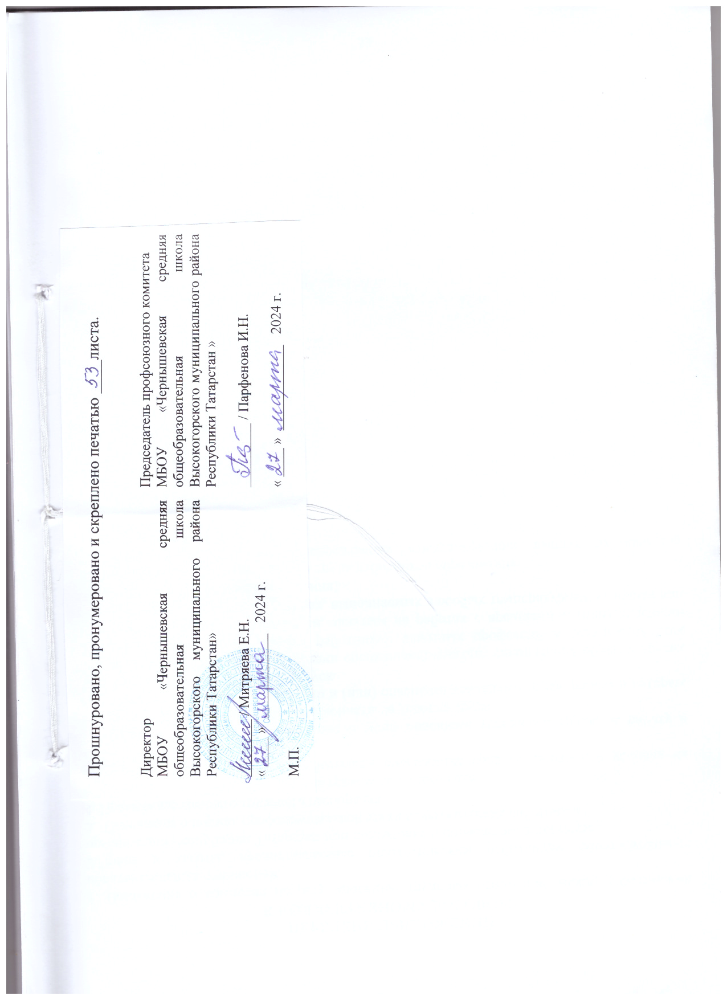 Прошнуровано, пронумеровано и скреплено печатью 53 листа.
Директор
МБОУ «Чернышевская средняя
общеобразовательная школа
Высокогорского муниципального района
Республики Татарстан»
/ Митряева Е.Н.
« 27 » марта 2024 г.
М.П.
Председатель профсоюзного комитета
МБОУ «Чернышевская средняя
общеобразовательная школа
Высокогорского муниципального района
Республики Татарстан »
/ Парфенова И.Н.
« 27 » марта 2024 г.